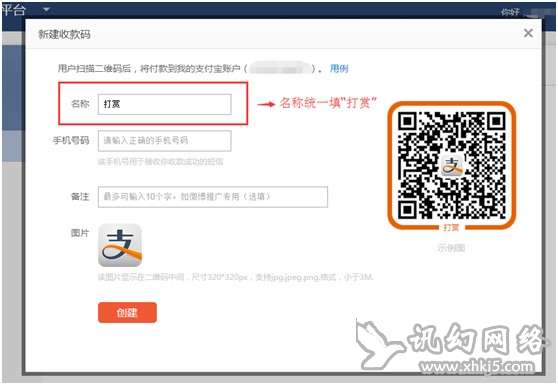 平台
你好，
新建收款码
用户扫描二维码后，将付款到我的支付宝账户（
）。 用例
名称 打赏
名称统一填"打赏"
手机号码 请输入正确的手机号码
该手机号用于接收你收款成功的短信
备注 最多可输入10个字，如微博推广专用（选填）
图片
支
该图片显示在二维码中间，尺寸320*320px，支持jpg,jpeg,png,格式，小于3M.
创建
支
打赏
示例图
讯幻网络
www.xhkj5.com